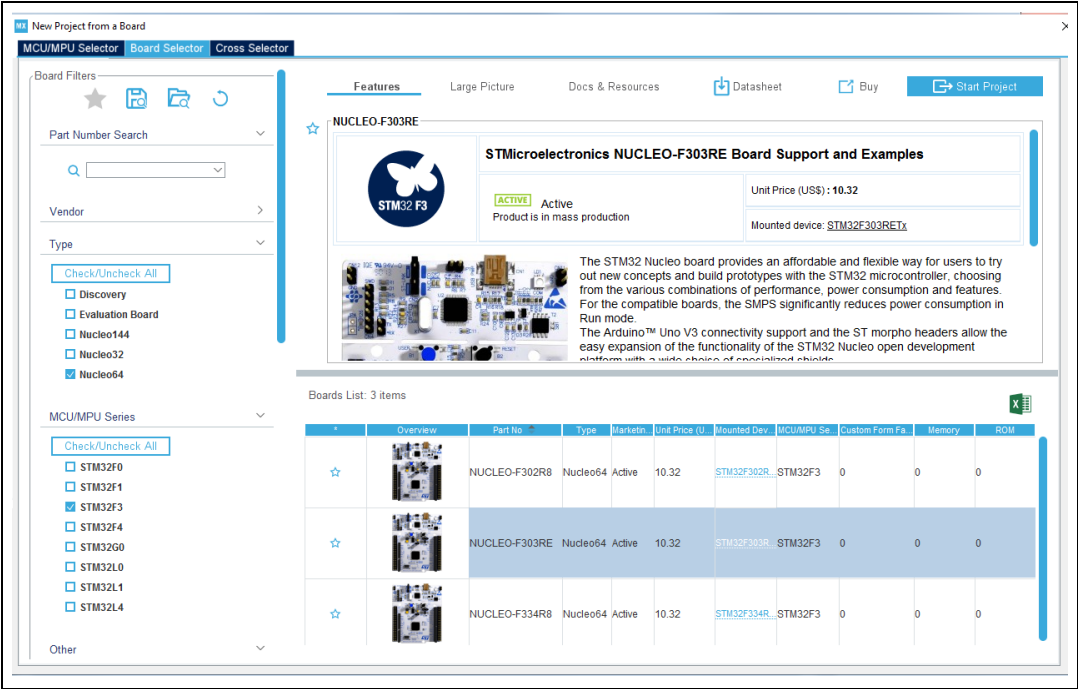 MX New Project from a Board
MCU/MPU Selector Board Selector Cross Selector
Board Filters
Part Number Search
Vendor
Type
Check/Uncheck All
Discovery
Evaluation Board
Nucleo144
Nucleo32
Nucleo64
MCU/MPU Series
Check/Uncheck All
STM32F0
STM32F1
STM32F3
STM32F4
STM32G0
STM32L0
STM32L1
STM32L4
Other
Features Large Picture Docs & Resources Datasheet Buy Start Project
NUCLEO-F303RE
STM32 F3
STMicroelectronics NUCLEO-F303RE Board Support and Examples
ACTIVE Active
Product is in mass production
Unit Price (US$) : 10.32
Mounted device: STM32F303RETx
The STM32 Nucleo board provides an affordable and flexible way for users to try
out new concepts and build prototypes with the STM32 microcontroller, choosing
from the various combinations of performance, power consumption and features.
For the compatible boards, the SMPS significantly reduces power consumption in
Run mode.
The Arduino™ Uno V3 connectivity support and the ST morpho headers allow the
easy expansion of the functionality of the STM32 Nucleo open development
platform with a wide choice of specialized shields.
Boards List: 3 items
* Overview Part No Type Marketin... Unit Price (U... Mounted Dev... MCU/MPU Se... Custom Form Fa... Memory ROM
NUCLEO-F302R8 Nucleo64 Active 10.32 STM32F302R... STM32F3 0 0 0
NUCLEO-F303RE Nucleo64 Active 10.32 STM32F303R... STM32F3 0 0 0
NUCLEO-F334R8 Nucleo64 Active 10.32 STM32F334R... STM32F3 0 0 0